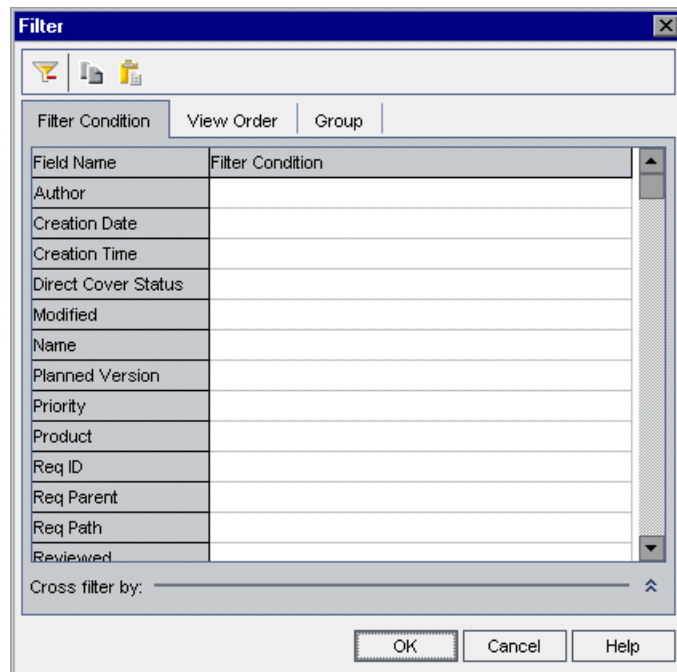 Filter
Filter Condition View Order Group
Field Name Filter Condition
Author
Creation Date
Creation Time
Direct Cover Status
Modified
Name
Planned Version
Priority
Product
Req ID
Req Parent
Req Path
Reviewed
Cross filter by:
OK Cancel Help